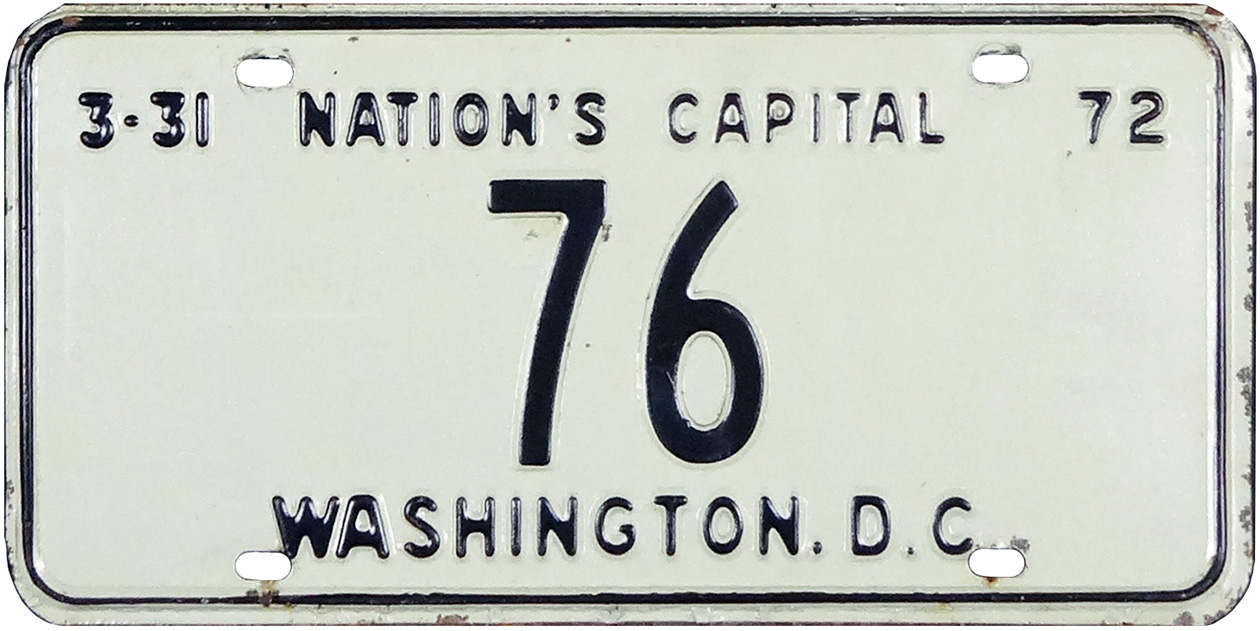 3-31 NATION'S CAPITAL 72
76
WASHINGTON. D. C.